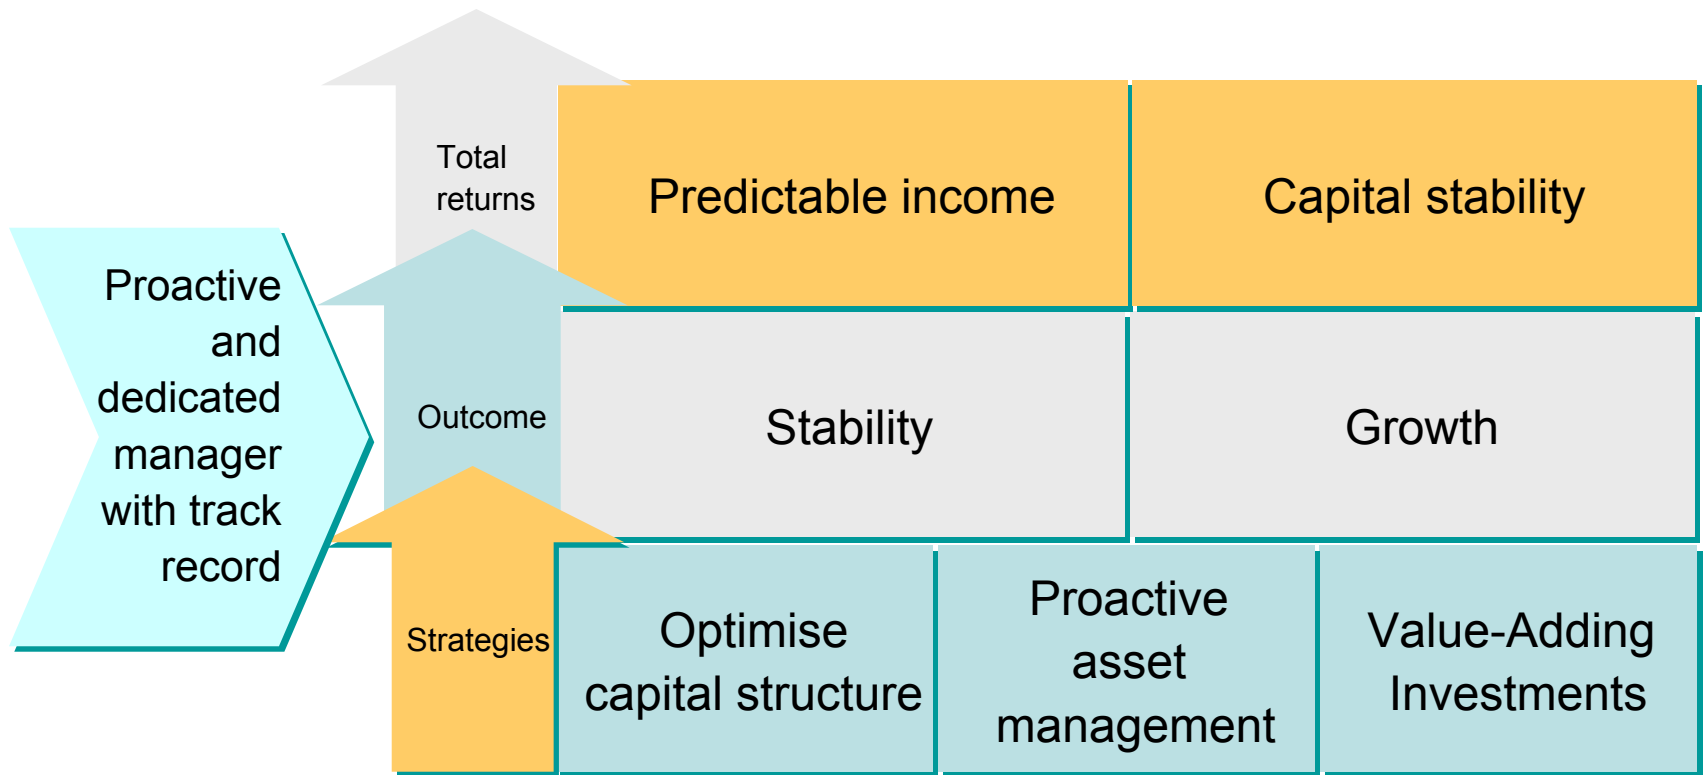 Proactive
and
dedicated
manager
with track
record
Total
returns
Predictable income
Capital stability
Outcome
Stability
Growth
Strategies
Optimise
capital structure
Proactive
asset
management
Value-Adding
Investments